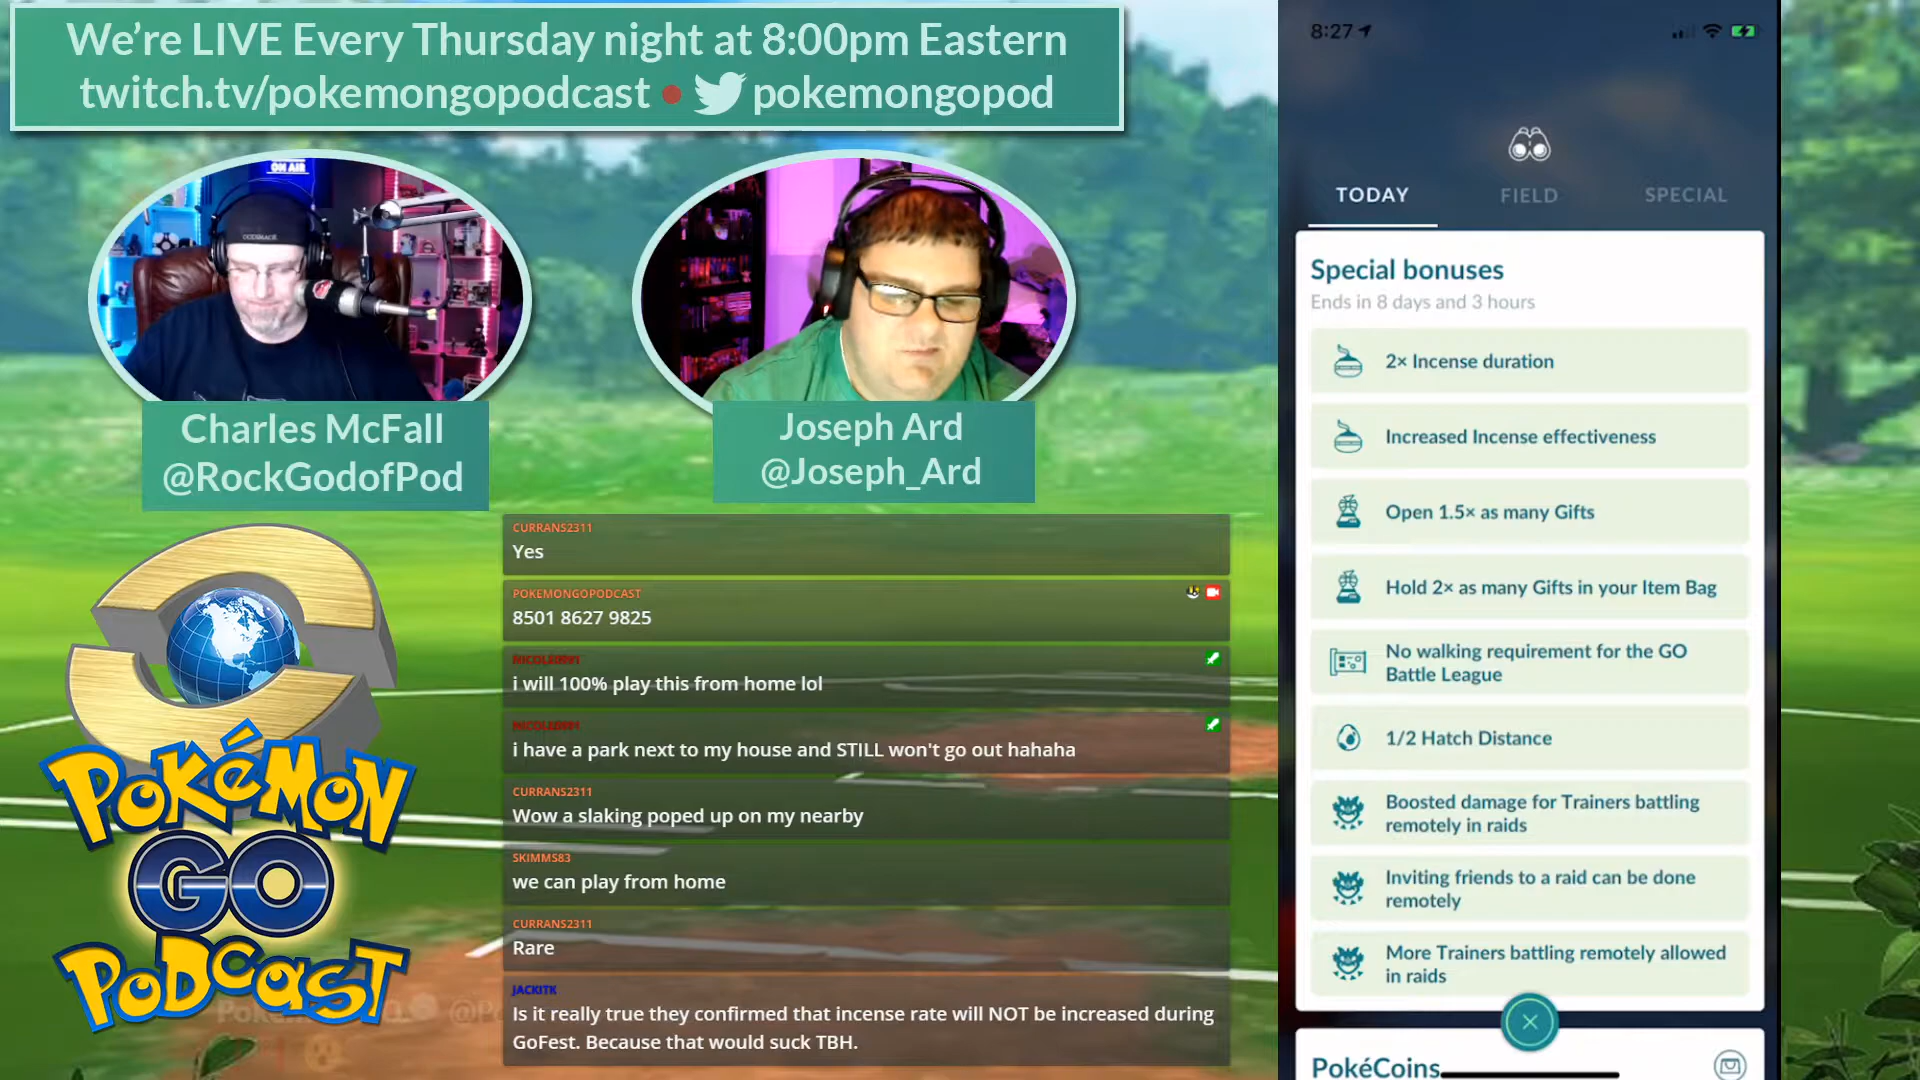 We're LIVE Every Thursday night at 8:00pm Eastern
twitch.tv/pokemongopodcast • pokemongopod
ON AIR
Charles McFall
@RockGodofPod
Joseph Ard
@Joseph_Ard
POKéMON
GO
PODCAST
CURRANS2311
Yes
POKEMONGOPODCAST
8501 8627 9825
i will 100% play this from home lol
i have a park next to my house and STILL won't go out hahaha
CURRANS2311
Wow a slaking poped up on my nearby
SKIMMS83
we can play from home
CURRANS2311
Rare
JACKITK
Is it really true they confirmed that incense rate will NOT be increased during
GoFest. Because that would suck TBH.
8:27
TODAY FIELD SPECIAL
Special bonuses
Ends in 8 days and 3 hours
2× Incense duration
Increased Incense effectiveness
Open 1.5× as many Gifts
Hold 2× as many Gifts in your Item Bag
No walking requirement for the GO
Battle League
1/2 Hatch Distance
Boosted damage for Trainers battling
remotely in raids
Inviting friends to a raid can be done
remotely
More Trainers battling remotely allowed
in raids
PokéCoins